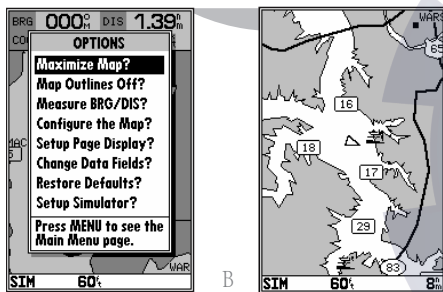 BRG 000°M DIS 1.39
OPTIONS
Maximize Map?
Map Outlines Off?
Measure BRG/DIS?
Configure the Map?
Setup Page Display?
Change Data Fields?
Restore Defaults?
Setup Simulator?
Press MENU to see the
Main Menu page.
SIM 60
B
16
18
17
29
83
SIM 60 8